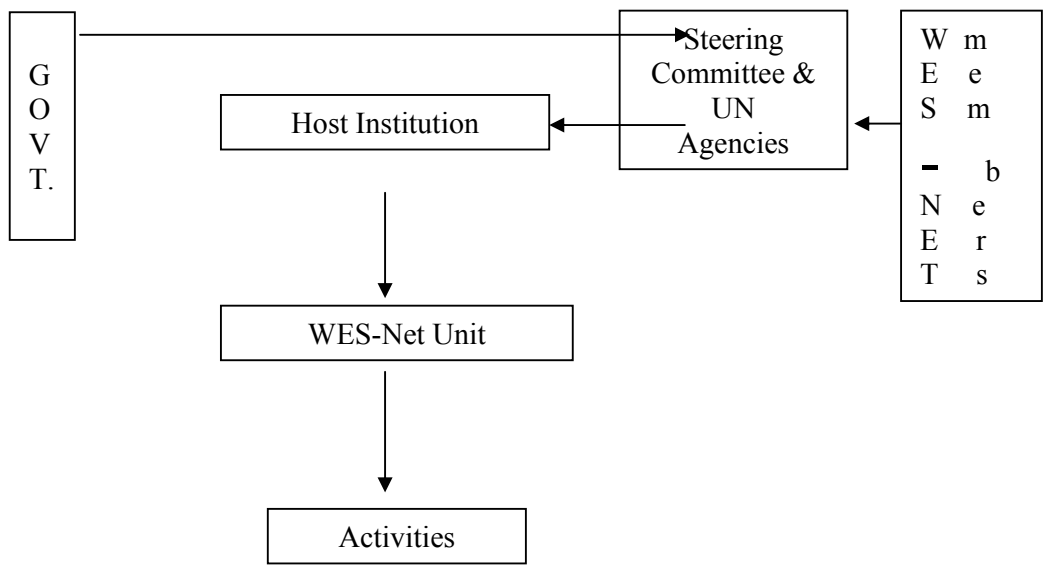 G
O
V
T.
Steering
Committee &
UN
Agencies
Host Institution
W m
E e
S m
- b
N e
E r
T s
WES-Net Unit
Activities